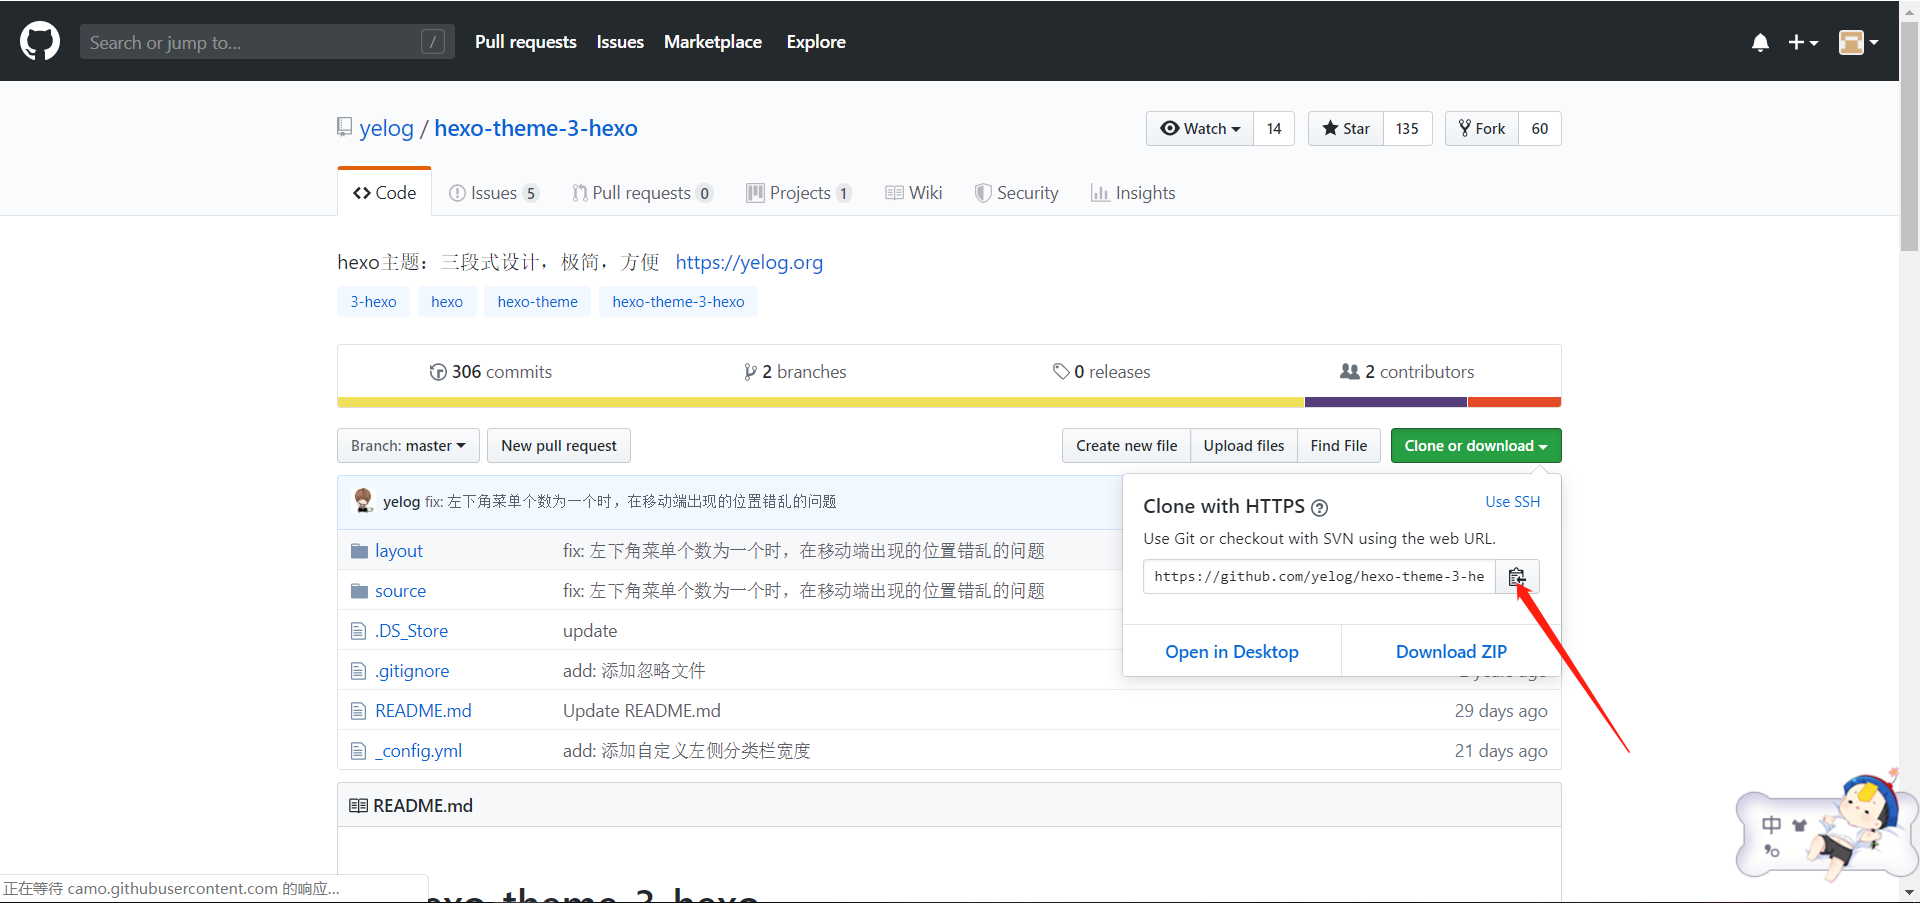 Search or jump to... / Pull requests Issues Marketplace Explore
yelog / hexo-theme-3-hexo Watch 14 Star 135 Fork 60
Code Issues 5 Pull requests 0 Projects 1 Wiki Security Insights
hexo主题：三段式设计，极简，方便 https://yelog.org
3-hexo hexo hexo-theme hexo-theme-3-hexo
306 commits 2 branches 0 releases 2 contributors
Branch: master New pull request Create new file Upload files Find File Clone or download
yelog fix: 左下角菜单个数为一个时，在移动端出现的位置错乱的问题
Clone with HTTPS Use SSH
Use Git or checkout with SVN using the web URL.
https://github.com/yelog/hexo-theme-3-he
Open in Desktop Download ZIP
layout fix: 左下角菜单个数为一个时，在移动端出现的位置错乱的问题
source fix: 左下角菜单个数为一个时，在移动端出现的位置错乱的问题
.DS_Store update
.gitignore add: 添加忽略文件 2 years ago
README.md Update README.md 29 days ago
_config.yml add: 添加自定义左侧分类栏宽度 21 days ago
README.md
hexo-theme-3-hexo
正在等待 camo.githubusercontent.com 的响应...
中